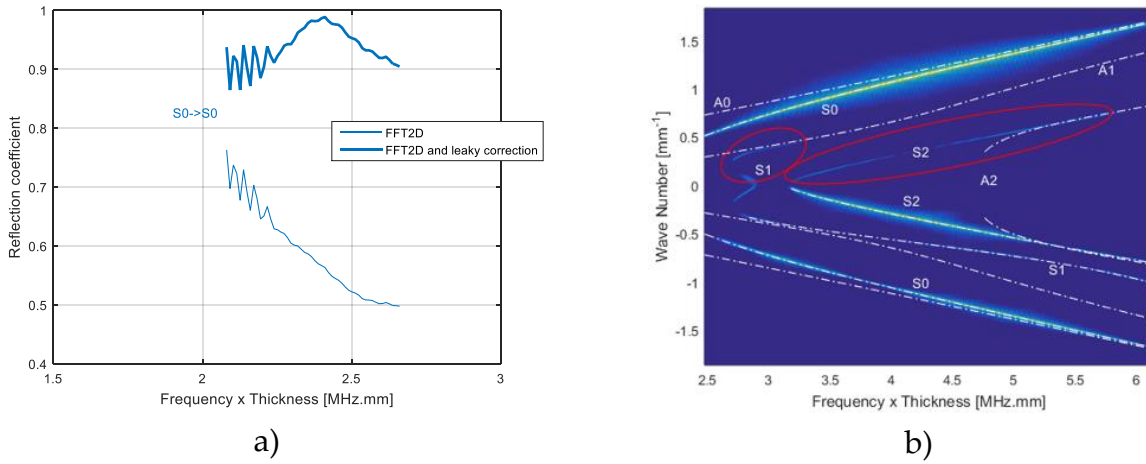 1
0.9
0.8
0.7
0.6
0.5
0.4
Reflection coefficient
S0->S0
FFT2D
FFT2D and leaky correction
1.5 2 2.5 3
Frequency x Thickness [MHz.mm]
a)
1.5
1
0.5
0
-0.5
-1
-1.5
Wave Number [mm-1]
A0
S0
A1
S1
S2
A2
S2
S1
S0
2.5 3 3.5 4 4.5 5 5.5 6
Frequency x Thickness [MHz.mm]
b)